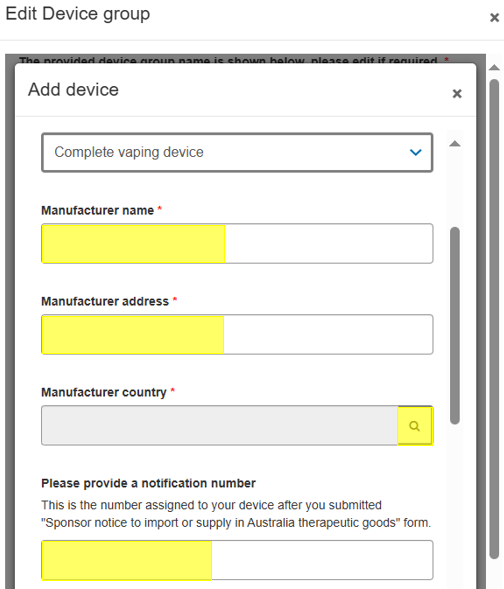 Edit Device group
The provided device group name is shown below, please edit if required. *
Add device
Complete vaping device
Manufacturer name *
Manufacturer address *
Manufacturer country *
Please provide a notification number
This is the number assigned to your device after you submitted
"Sponsor notice to import or supply in Australia therapeutic goods" form.